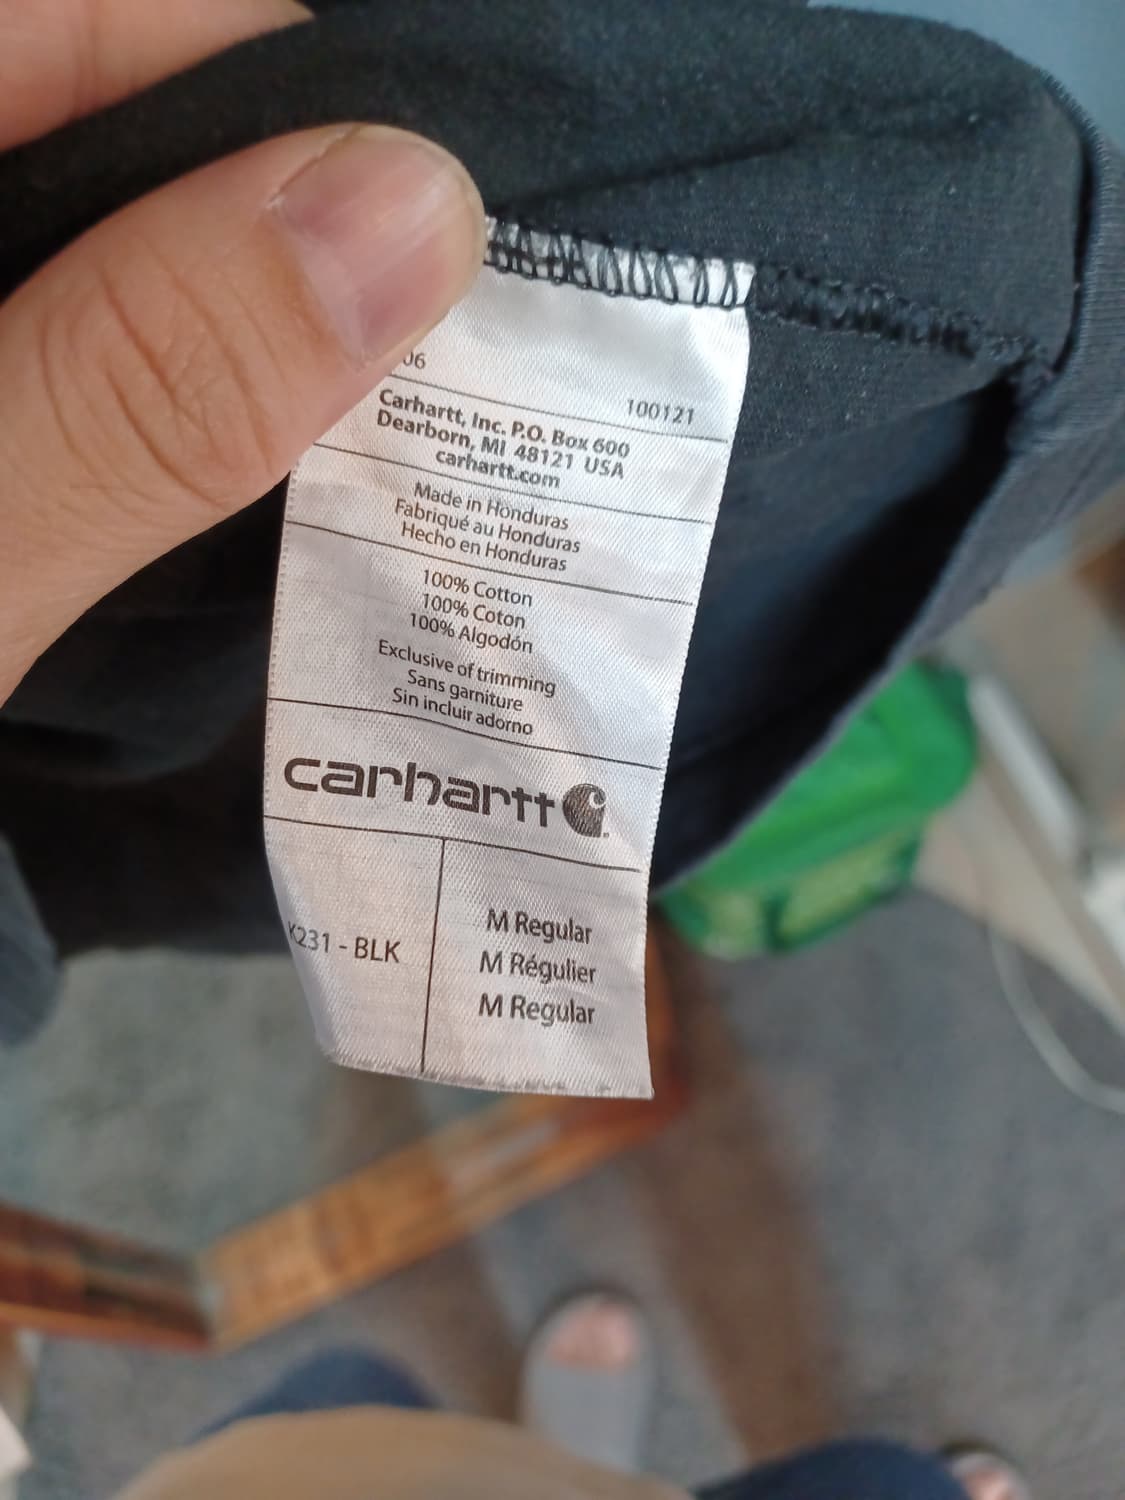 06
100121
Carhartt, Inc. P.O. Box 600
Dearborn, MI 48121 USA
carhartt.com
Made in Honduras
Fabriqué au Honduras
Hecho en Honduras
100% Cotton
100% Coton
100% Algodón
Exclusive of trimming
Sans garniture
Sin incluir adorno
carhartt
K231 - BLK
M Regular
M Régulier
M Regular